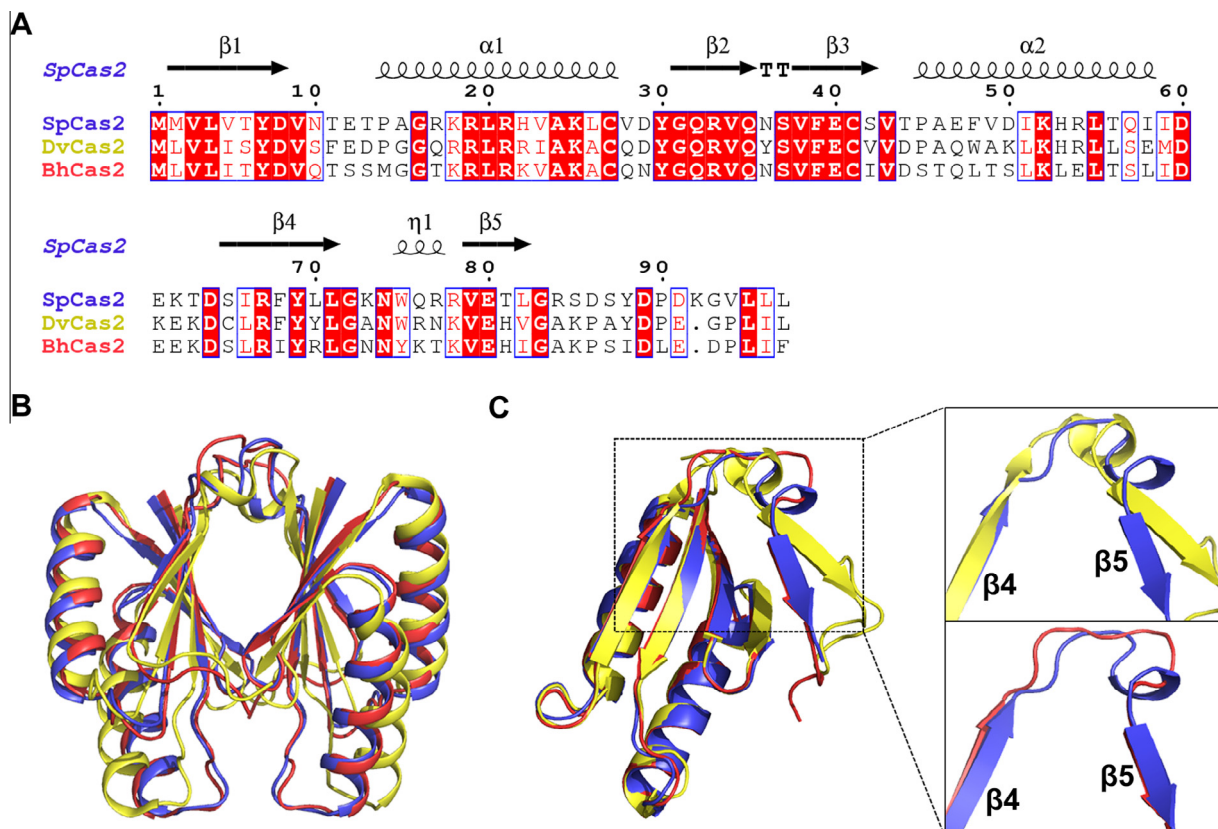 A
β1 α1 β2 TT β3 α2
SpCas2
1 10 20 30 40 50 60
SpCas2 MMVLVTYDVNTETPAGRKRLRHVAKLCVDYGQRVQNSVFECSVTPAEFVDIKHRLTQIID
DvCas2 MLVLISYDVSFEDPGGQRRLRRIAKACQDYGQRVQYSVFECVVDPAQWAKLKHRLLSEMD
BhCas2 MLVLITYDVQTSSMGGTKRLRKVAKACQNYGQRVQNSVFECIVDSTQLTSLKLELTSLID
β4 η1 β5
SpCas2
70 80 90
SpCas2 EKTDSIRFYLLGKNWQRRVETLGRSDSYDPDKGVLLL
DvCas2 KEKDCLRFYYLGANWRNKVEHVGAKPAYDPE.GPLIL
BhCas2 EEKDSLRIYRLGNNYKTKVEHIGAKPSIDLE.DPLIF
B
C
β4 β5
β4 β5